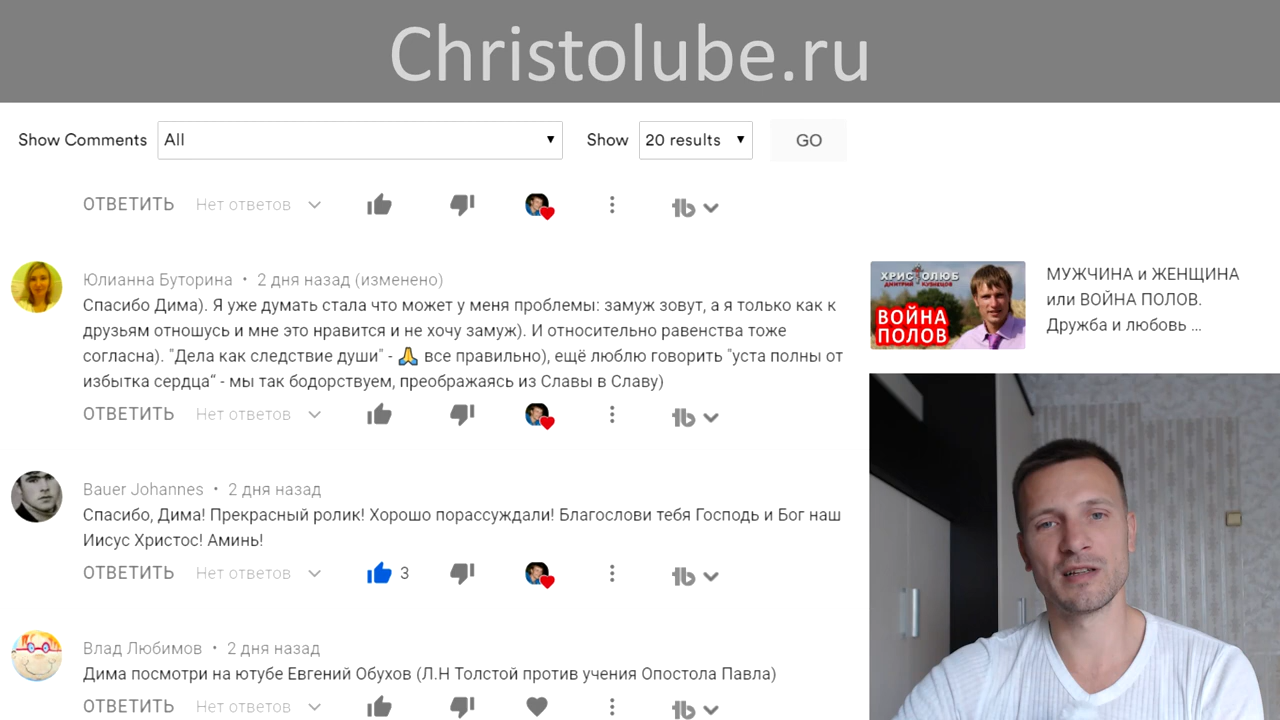 Christolube.ru
Show Comments All Show 20 results GO
ОТВЕТИТЬ Нет ответов
Юлианна Буторина • 2 дня назад (изменено)
Спасибо Дима). Я уже думать стала что может у меня проблемы: замуж зовут, а я только как к
друзьям отношусь и мне это нравится и не хочу замуж). И относительно равенства тоже
согласна). "Дела как следствие души" - 🙏 все правильно), ещё люблю говорить "уста полны от
избытка сердца“ - мы так бодорствуем, преображаясь из Славы в Славу)
ОТВЕТИТЬ Нет ответов
Bauer Johannes • 2 дня назад
Спасибо, Дима! Прекрасный ролик! Хорошо порассуждали! Благослови тебя Господь и Бог наш
Иисус Христос! Аминь!
ОТВЕТИТЬ Нет ответов 3
Влад Любимов • 2 дня назад
Дима посмотри на ютубе Евгений Обухов (Л.Н Толстой против учения Опостола Павла)
ОТВЕТИТЬ Нет ответов
ХРИСТОЛЮБ
ДМИТРИЙ КУЗНЕЦОВ
ВОЙНА
ПОЛОВ
МУЖЧИНА и ЖЕНЩИНА
или ВОЙНА ПОЛОВ.
Дружба и любовь ...